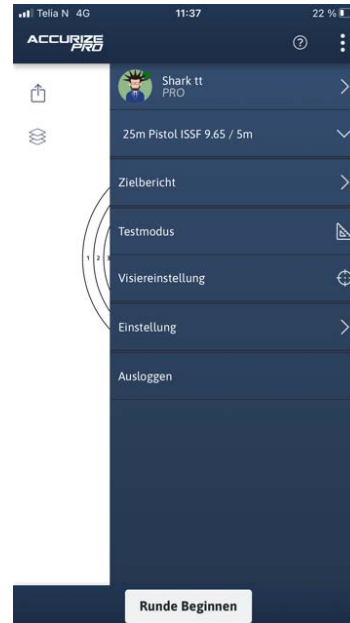 Telia N 4G 11:37 22 %
ACCURIZE
PRO
Shark tt
PRO
25m Pistol ISSF 9.65 / 5m
Zielbericht
Testmodus
1 2 3
Visiereinstellung
Einstellung
Ausloggen
Runde Beginnen